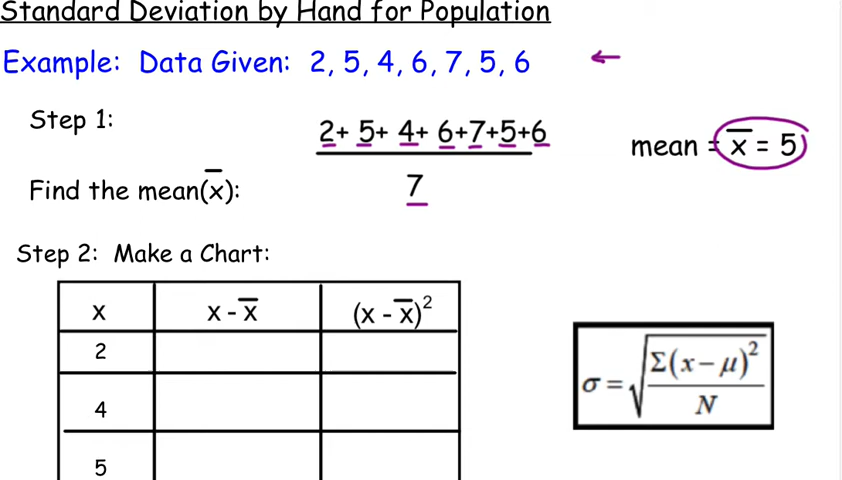 Standard Deviation by Hand for Population
Example: Data Given: 2, 5, 4, 6, 7, 5, 6 ←
Step 1:
2+ 5+ 4+ 6+7+5+6
7
mean = x̅ = 5
Find the mean(x̅):
Step 2: Make a Chart:
x x - x̅ (x - x̅)²
2
4
5
σ = √(Σ(x − μ)² / N)